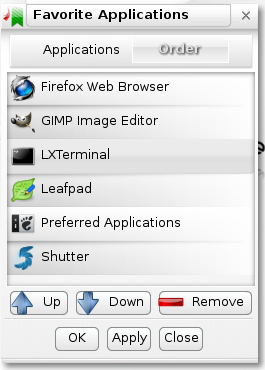 Favorite Applications
Applications Order
Firefox Web Browser
GIMP Image Editor
LXTerminal
Leafpad
Preferred Applications
Shutter
Up Down Remove
OK Apply Close